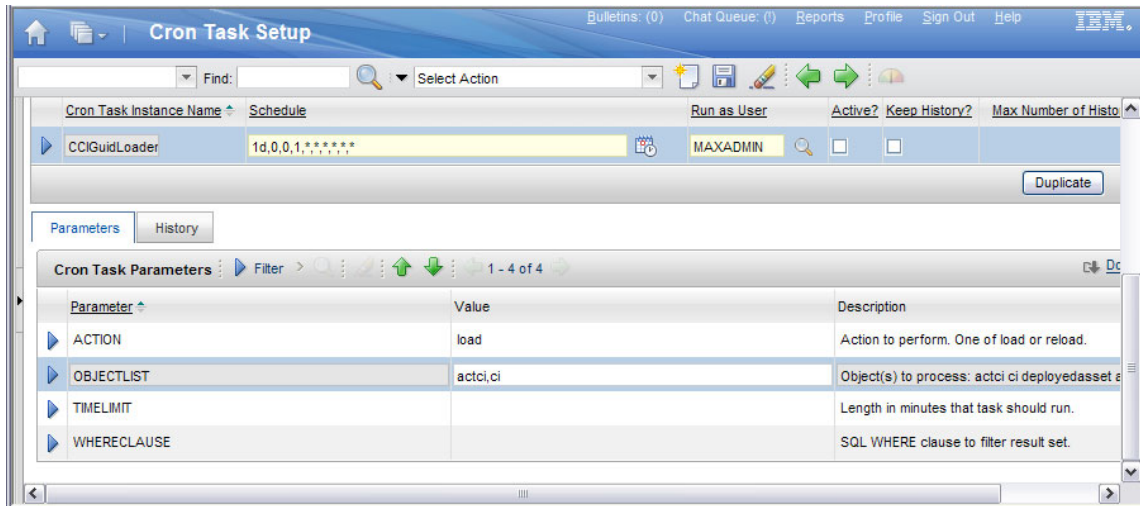 Bulletins: (0) Chat Queue: (!) Reports Profile Sign Out Help
Cron Task Setup
IBM.
Find: Select Action
Cron Task Instance Name Schedule Run as User Active? Keep History? Max Number of Histo
CCIGuidLoader 1d,0,0,1,*,*,*,*,*,* MAXADMIN
Duplicate
Parameters History
Cron Task Parameters Filter 1 - 4 of 4 Do
Parameter Value Description
ACTION load Action to perform. One of load or reload.
OBJECTLIST actci,ci Object(s) to process: actci ci deployedasset a
TIMELIMIT Length in minutes that task should run.
WHERECLAUSE SQL WHERE clause to filter result set.